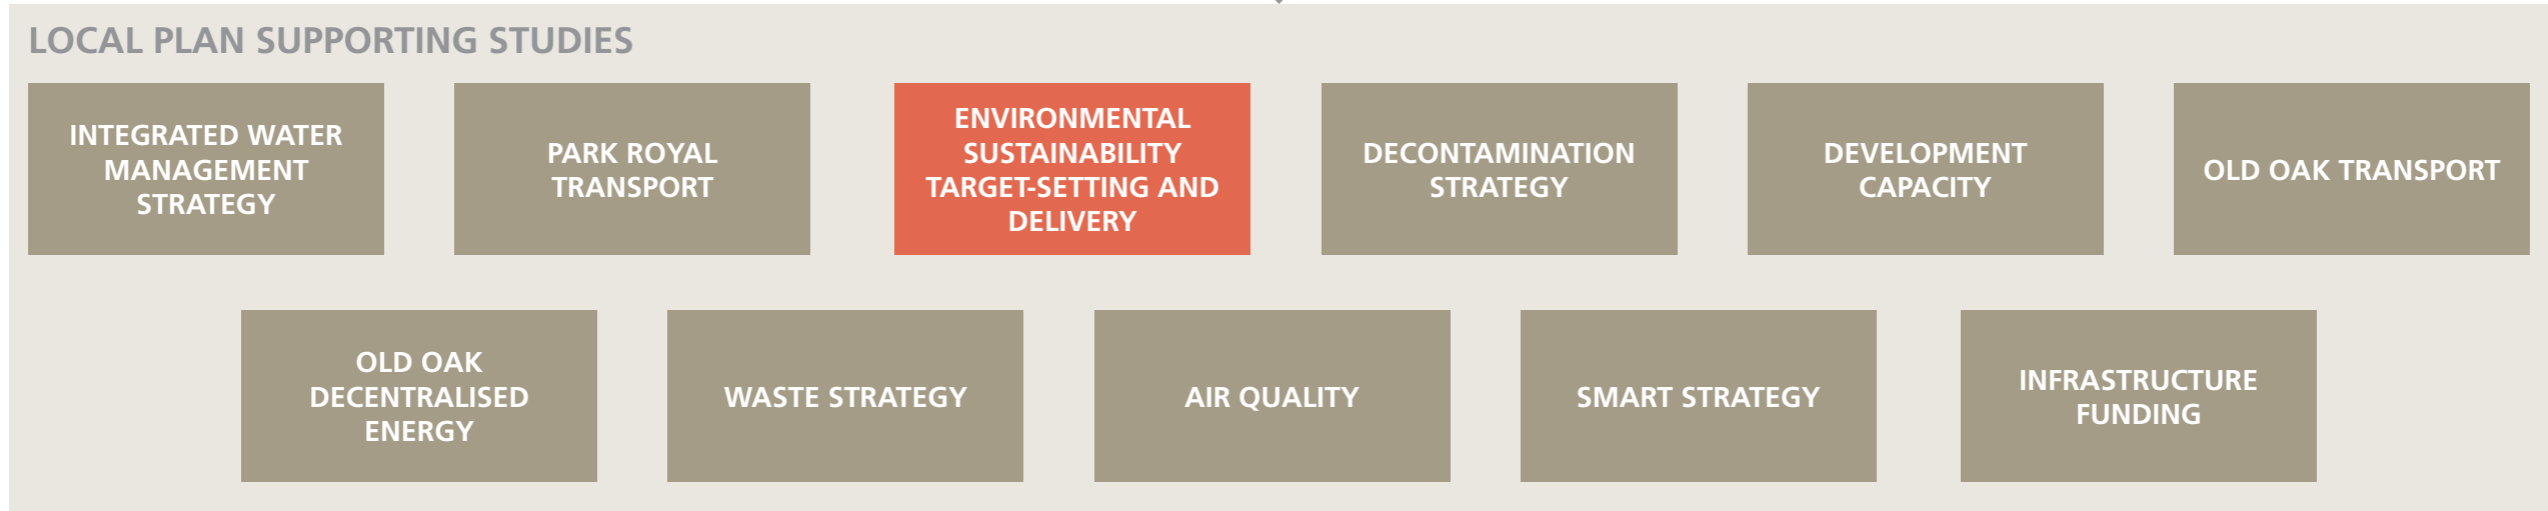 LOCAL PLAN SUPPORTING STUDIES
INTEGRATED WATER
MANAGEMENT
STRATEGY
PARK ROYAL
TRANSPORT
ENVIRONMENTAL
SUSTAINABILITY
TARGET-SETTING AND
DELIVERY
DECONTAMINATION
STRATEGY
DEVELOPMENT
CAPACITY
OLD OAK TRANSPORT
OLD OAK
DECENTRALISED
ENERGY
WASTE STRATEGY
AIR QUALITY
SMART STRATEGY
INFRASTRUCTURE
FUNDING